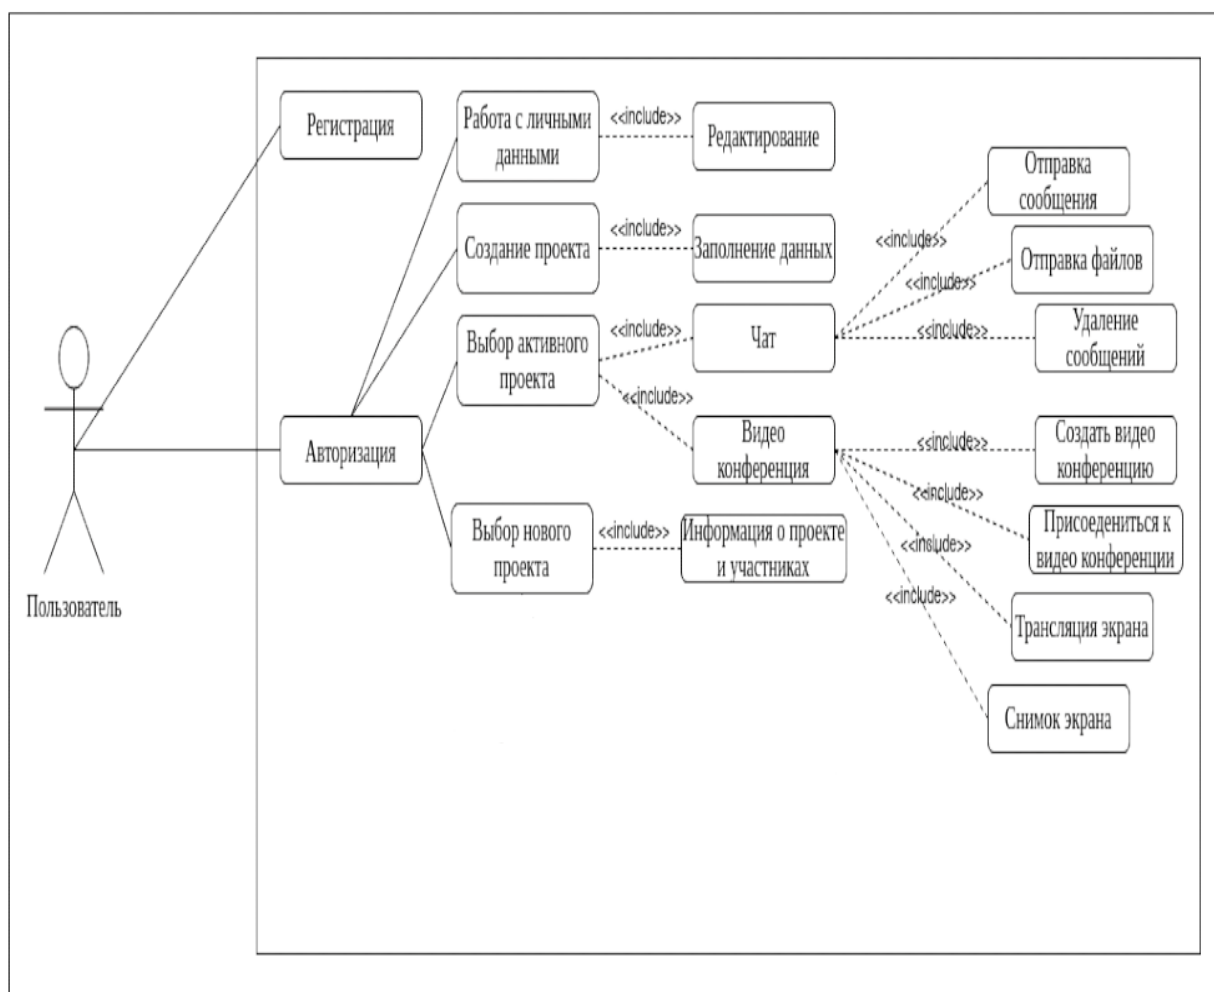 Регистрация
Работа с личными
данными
<<include>>
Редактирование
Создание проекта
<<include>>
Заполнение данных
Выбор активного
проекта
<<include>>
Чат
<<include>>
Отправка
сообщения
<<include>>
Отправка файлов
<<include>>
Удаление
сообщений
<<include>>
Видео
конференция
<<include>>
Создать видео
конференцию
<<include>>
Присоедениться к
видео конференции
<<include>>
Трансляция экрана
<<include>>
Снимок экрана
Авторизация
Выбор нового
проекта
<<include>>
Информация о проекте
и участниках
Пользователь